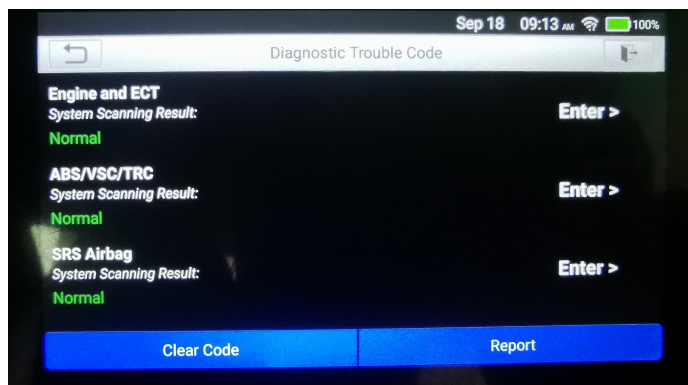 Sep 18 09:13 AM 100%
Diagnostic Trouble Code
Engine and ECT
System Scanning Result:
Enter >
Normal
ABS/VSC/TRC
System Scanning Result:
Enter >
Normal
SRS Airbag
System Scanning Result:
Enter >
Normal
Clear Code Report